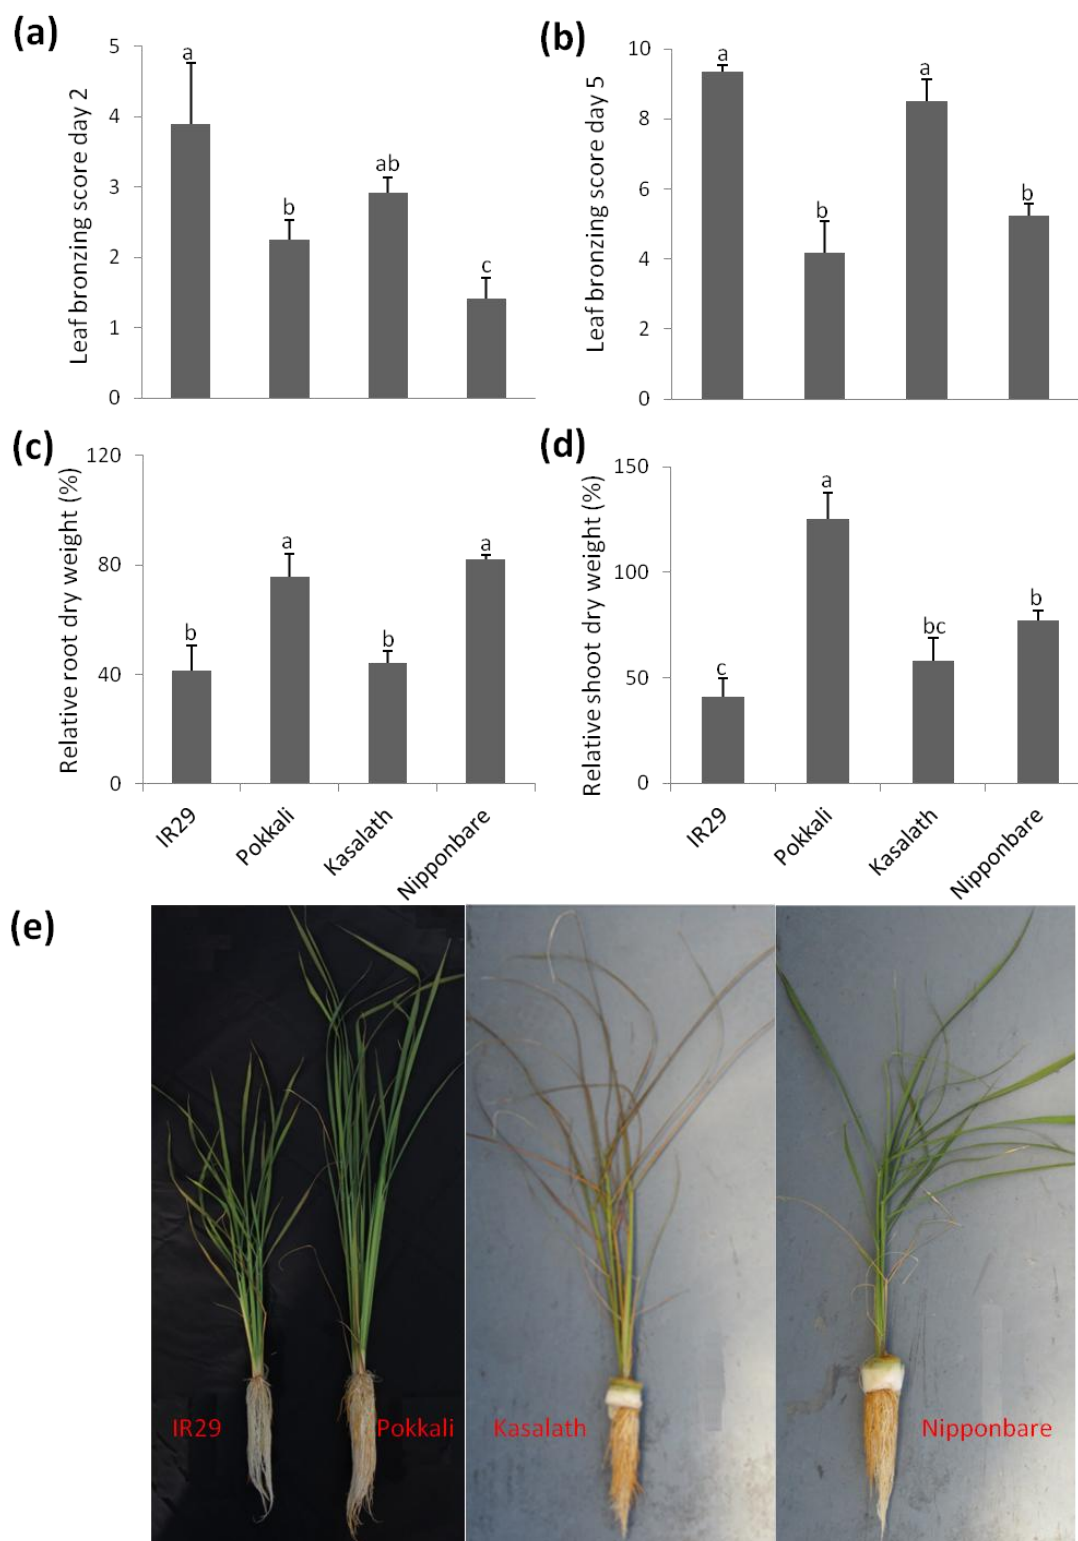 (a)
Leaf bronzing score day 2
5
4
3
2
1
0
a
b
ab
c
(b)
Leaf bronzing score day 5
10
8
6
4
2
0
a
b
a
b
(c)
Relative root dry weight (%)
120
80
40
0
b
a
b
a
IR29
Pokkali
Kasalath
Nipponbare
(d)
Relative shoot dry weight (%)
150
100
50
0
c
a
bc
b
IR29
Pokkali
Kasalath
Nipponbare
(e)
IR29
Pokkali
Kasalath
Nipponbare